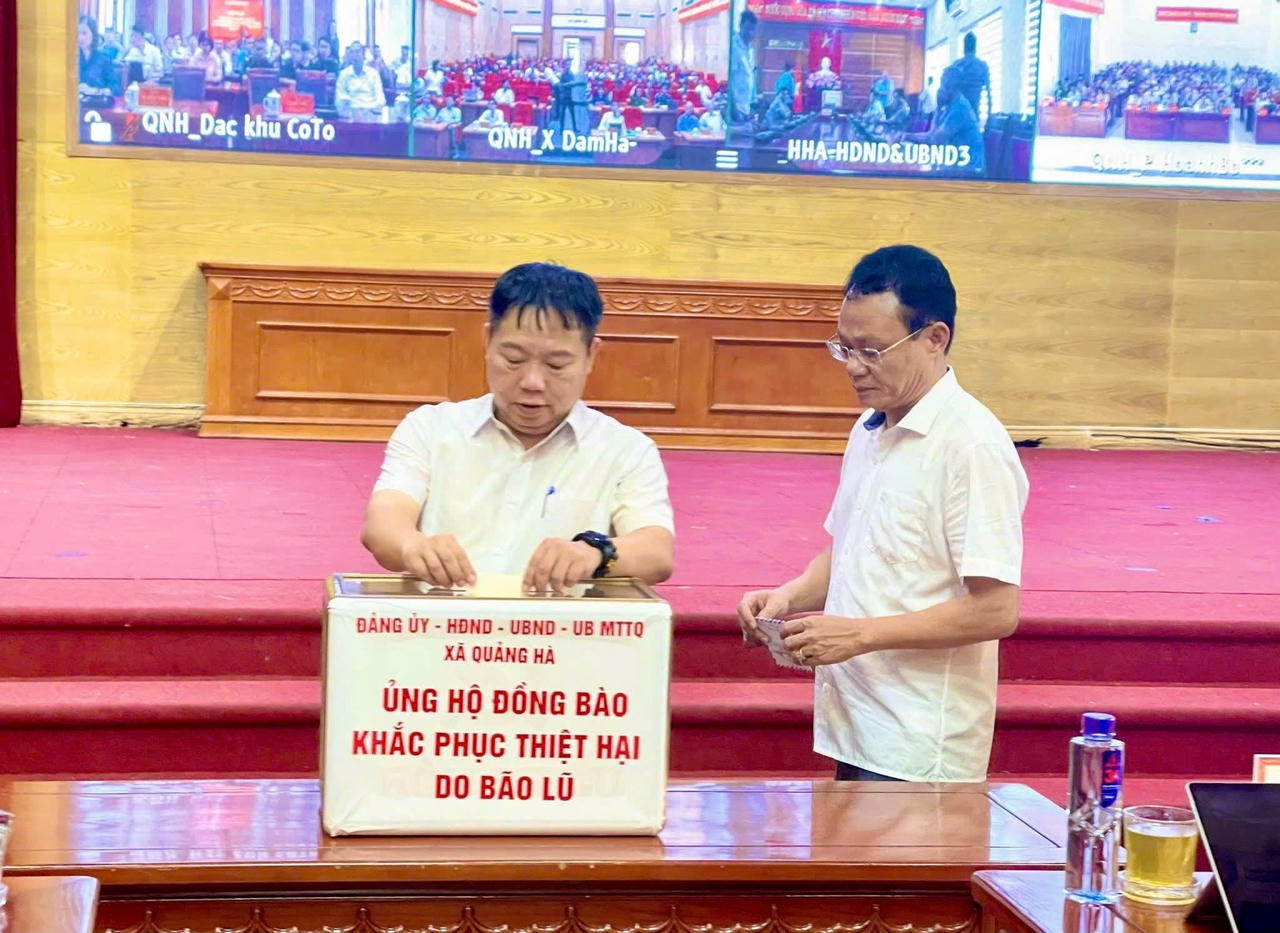 QNH_Dac khu CoTo
QNH_X DamHa-
_HHA-HDND&UBND3
ĐẢNG ỦY - HĐND - UBND - UB MTTQ
XÃ QUẢNG HÀ
ỦNG HỘ ĐỒNG BÀO
KHẮC PHỤC THIỆT HẠI
DO BÃO LŨ